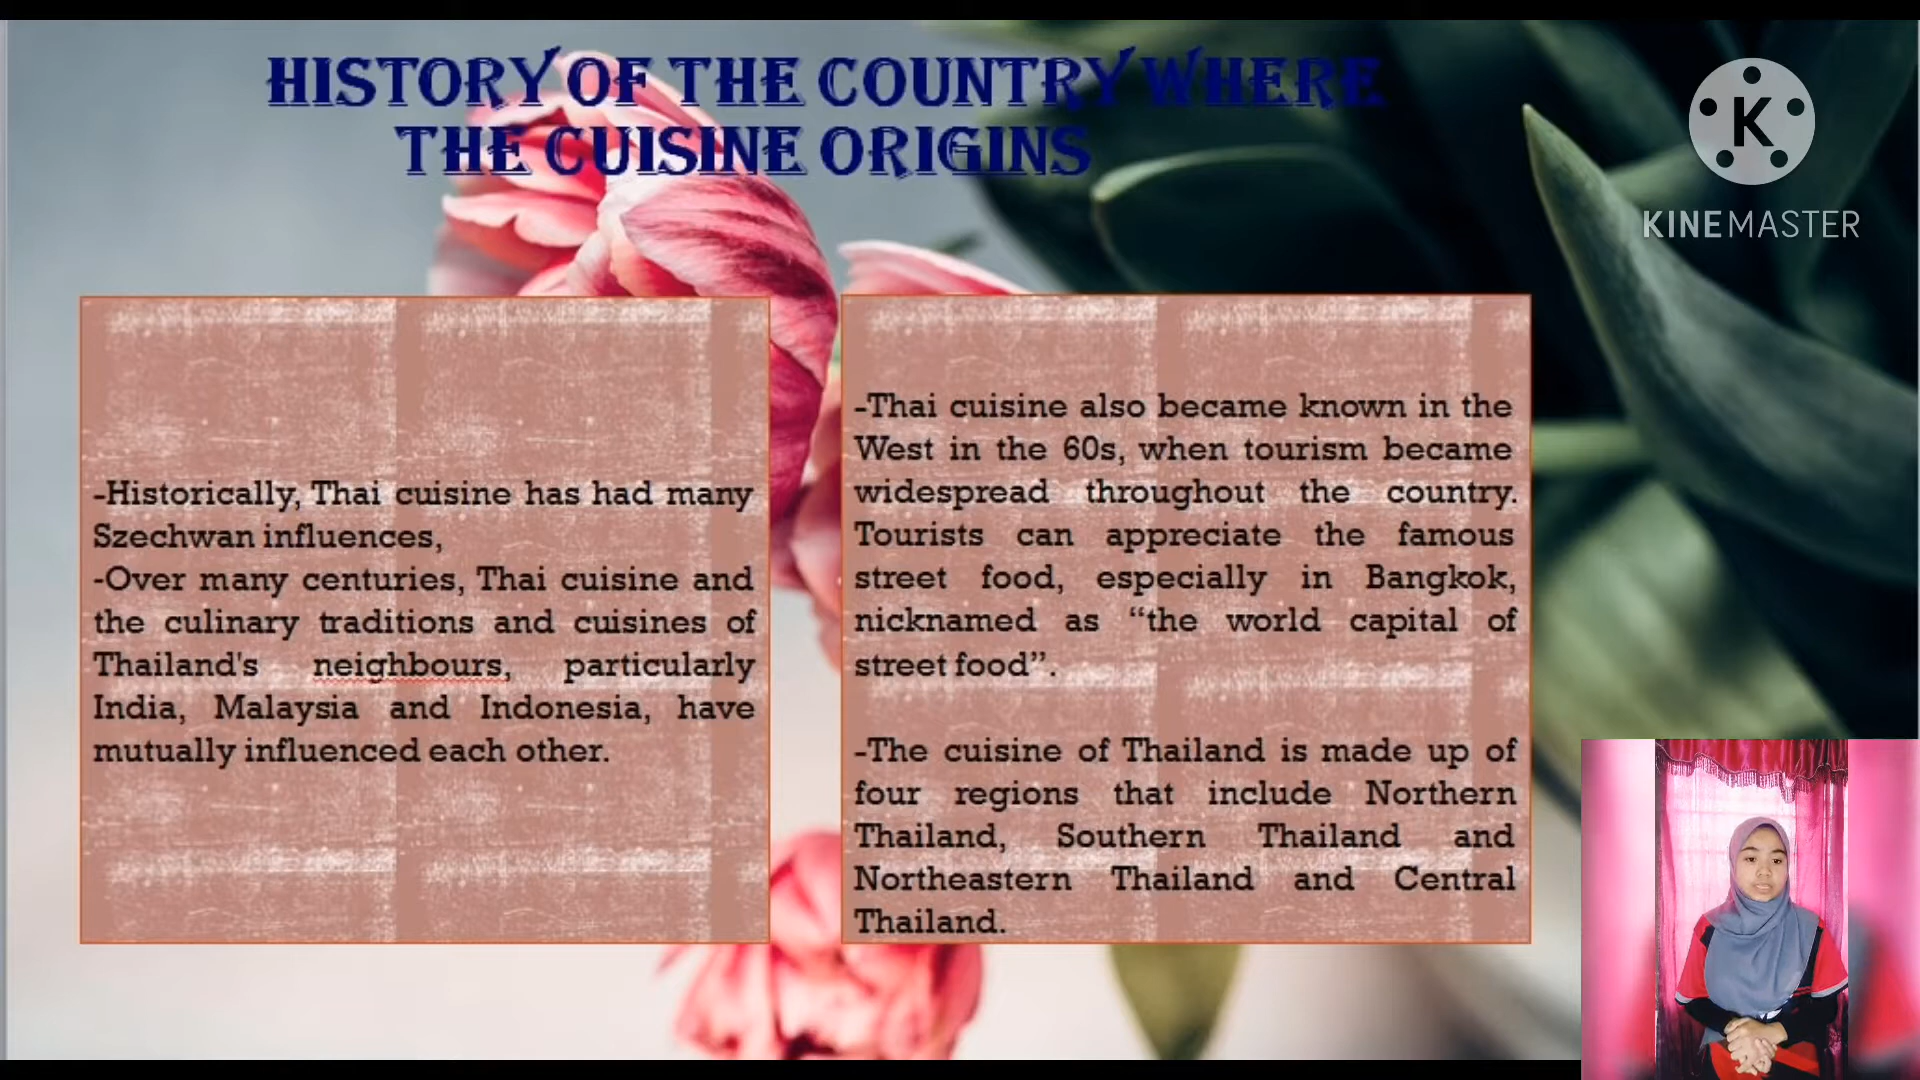 HISTORY OF THE COUNTRY WHERE
THE CUISINE ORIGINS
K
KINEMASTER
-Historically, Thai cuisine has had many
Szechwan influences,
-Over many centuries, Thai cuisine and
the culinary traditions and cuisines of
Thailand's neighbours, particularly
India, Malaysia and Indonesia, have
mutually influenced each other.
-Thai cuisine also became known in the
West in the 60s, when tourism became
widespread throughout the country.
Tourists can appreciate the famous
street food, especially in Bangkok,
nicknamed as “the world capital of
street food”.
-The cuisine of Thailand is made up of
four regions that include Northern
Thailand, Southern Thailand and
Northeastern Thailand and Central
Thailand.